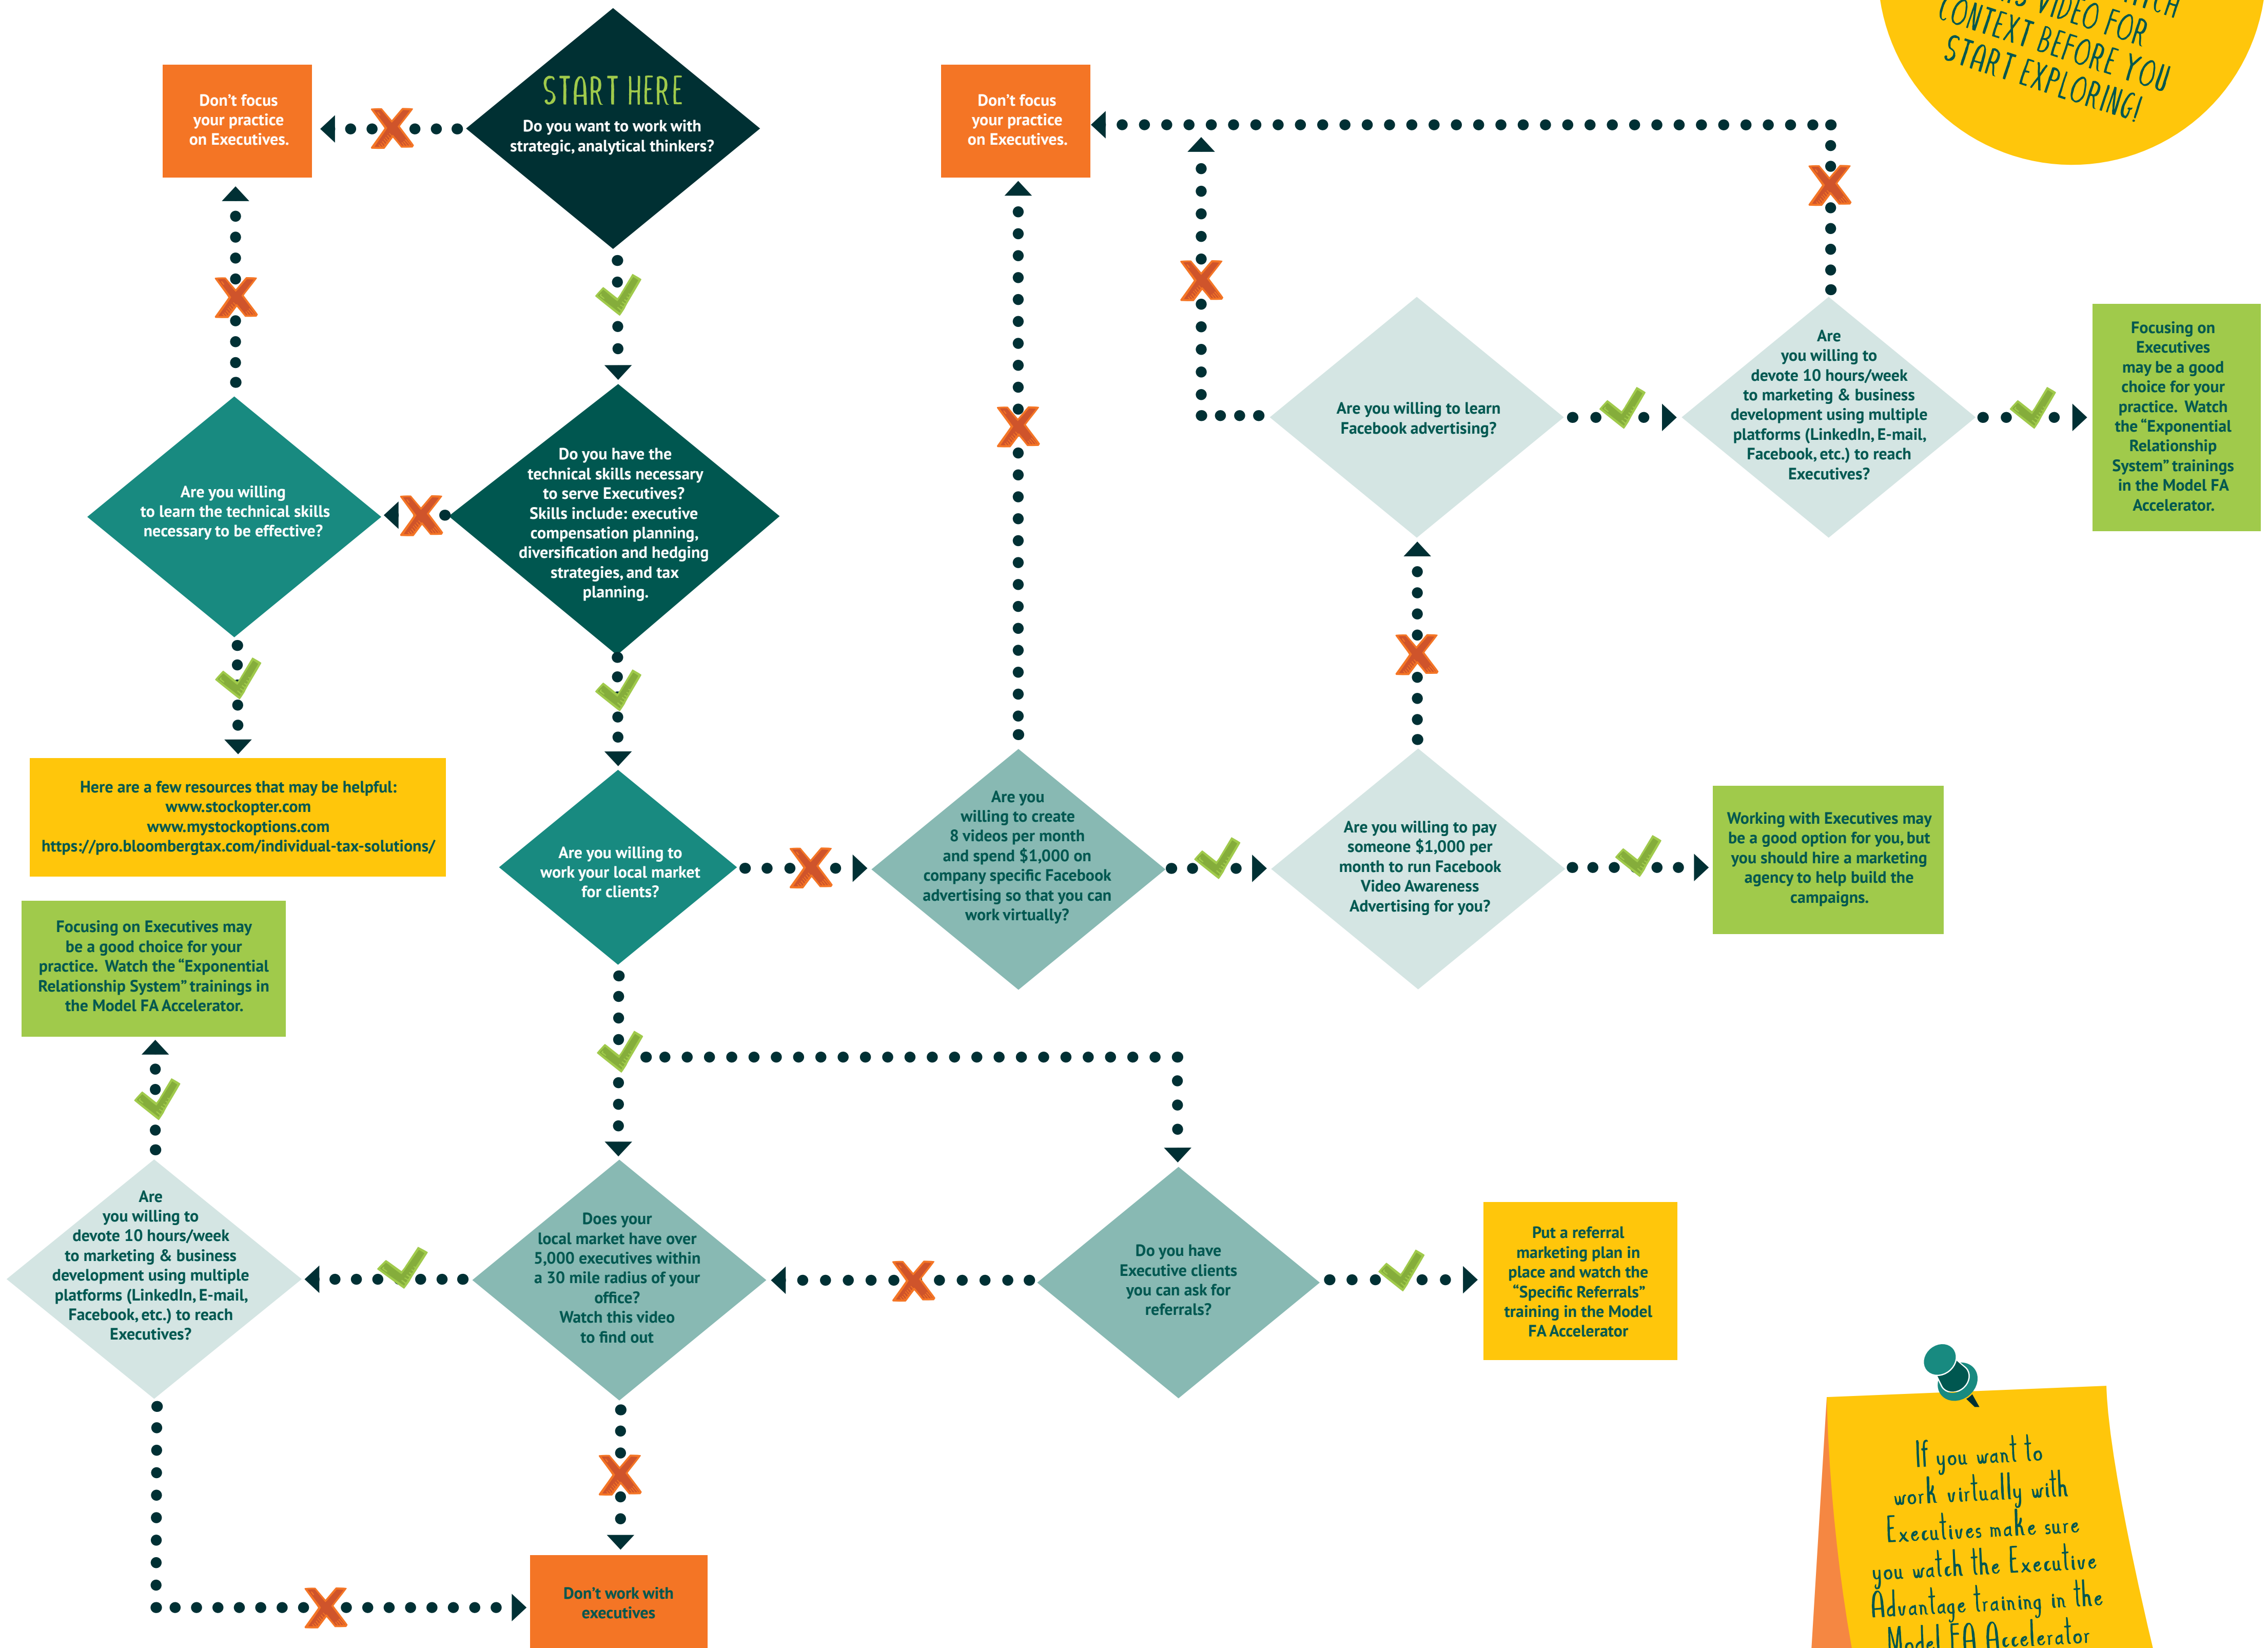 VIDEO FOR
CONTEXT BEFORE YOU
START EXPLORING!
START HERE
Do you want to work with
strategic, analytical thinkers?
Don't focus
your practice
on Executives.
Don't focus
your practice
on Executives.
Do you have the
technical skills necessary
to serve Executives?
Skills include: executive
compensation planning,
diversification and hedging
strategies, and tax
planning.
Are you willing
to learn the technical skills
necessary to be effective?
Are you willing to learn
Facebook advertising?
Are
you willing to
devote 10 hours/week
to marketing & business
development using multiple
platforms (LinkedIn, E-mail,
Facebook, etc.) to reach
Executives?
Focusing on
Executives
may be a good
choice for your
practice.  Watch
the “Exponential
Relationship
System” trainings
in the Model FA
Accelerator.
Here are a few resources that may be helpful:
www.stockopter.com
www.mystockoptions.com
https://pro.bloombergtax.com/individual-tax-solutions/
Are you willing to
work your local market
for clients?
Are you
willing to create
8 videos per month
and spend $1,000 on
company specific Facebook
advertising so that you can
work virtually?
Are you willing to pay
someone $1,000 per
month to run Facebook
Video Awareness
Advertising for you?
Working with Executives may
be a good option for you, but
you should hire a marketing
agency to help build the
campaigns.
Focusing on Executives may
be a good choice for your
practice.  Watch the “Exponential
Relationship System” trainings in
the Model FA Accelerator.
Are
you willing to
devote 10 hours/week
to marketing & business
development using multiple
platforms (LinkedIn, E-mail,
Facebook, etc.) to reach
Executives?
Does your
local market have over
5,000 executives within
a 30 mile radius of your
office?
Watch this video
to find out
Do you have
Executive clients
you can ask for
referrals?
Put a referral
marketing plan in
place and watch the
“Specific Referrals”
training in the Model
FA Accelerator
Don't work with
executives
If you want to
work virtually with
Executives make sure
you watch the Executive
Advantage training in the
Model FA Accelerator